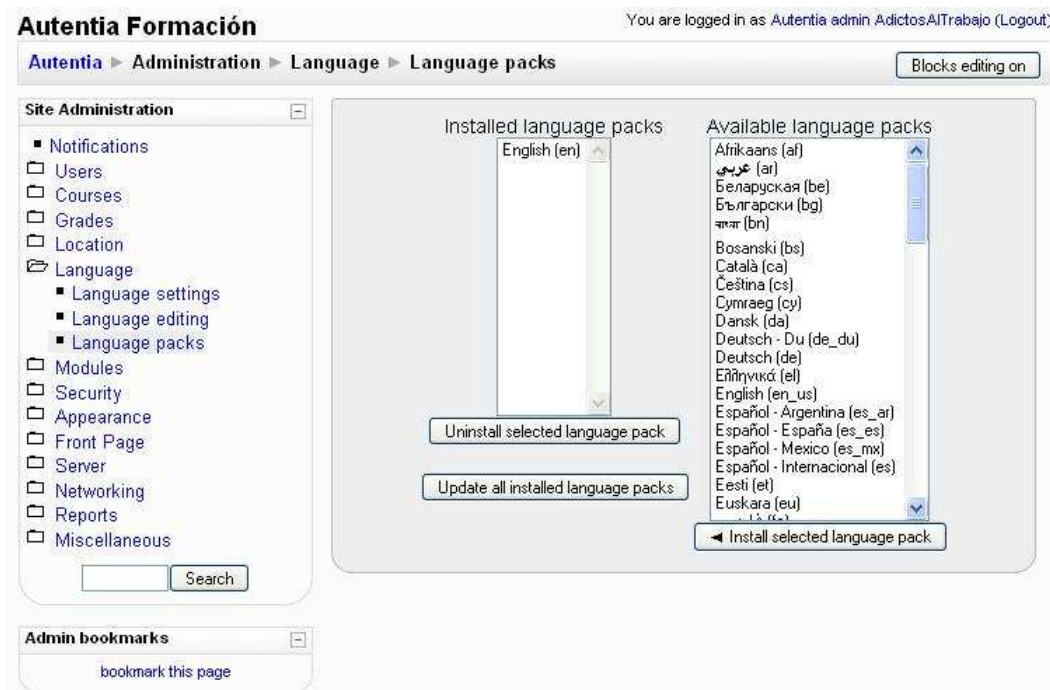 Autentia Formación
You are logged in as Autentia admin AdictosAlTrabajo (Logout)
Autentia ► Administration ► Language ► Language packs
Blocks editing on
Site Administration
Notifications
Users
Courses
Grades
Location
Language
Language settings
Language editing
Language packs
Modules
Security
Appearance
Front Page
Server
Networking
Reports
Miscellaneous
Search
Admin bookmarks
bookmark this page
Installed language packs
English (en)
Uninstall selected language pack
Update all installed language packs
Available language packs
Afrikaans (af)
عربي (ar)
Беларуская (be)
Български (bg)
বাংলা (bn)
Bosanski (bs)
Català (ca)
Čeština (cs)
Cymraeg (cy)
Dansk (da)
Deutsch - Du (de_du)
Deutsch (de)
Ελληνικά (el)
English (en_us)
Español - Argentina (es_ar)
Español - España (es_es)
Español - Mexico (es_mx)
Español - Internacional (es)
Eesti (et)
Euskara (eu)
◄ Install selected language pack